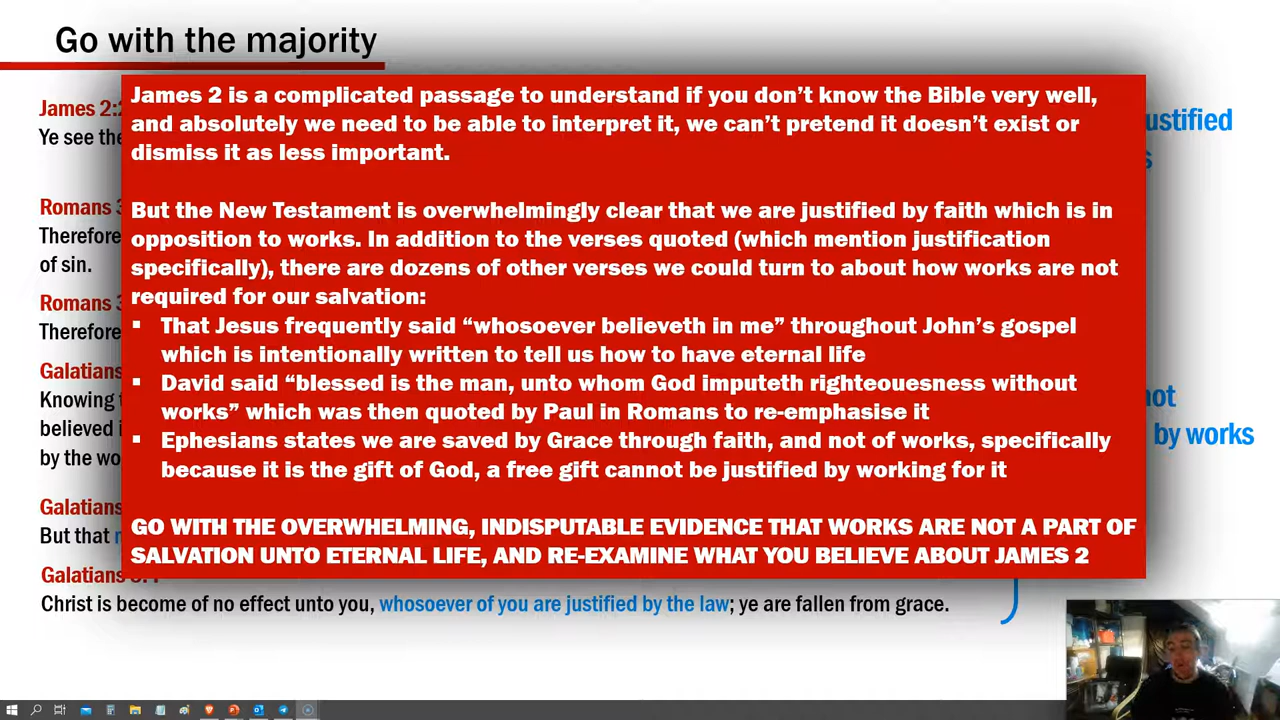 Go with the majority
James 2:
Ye see the
Romans 3
Therefore
of sin.
Romans 3
Therefore
Galatians
Knowing
believed
by the wo
Galatians
But that
Galatians
Christ is become of no effect unto you, whosoever of you are justified by the law; ye are fallen from grace.
James 2 is a complicated passage to understand if you don’t know the Bible very well,
and absolutely we need to be able to interpret it, we can’t pretend it doesn’t exist or
dismiss it as less important.
But the New Testament is overwhelmingly clear that we are justified by faith which is in
opposition to works. In addition to the verses quoted (which mention justification
specifically), there are dozens of other verses we could turn to about how works are not
required for our salvation:
▪ That Jesus frequently said “whosoever believeth in me” throughout John’s gospel
which is intentionally written to tell us how to have eternal life
▪ David said “blessed is the man, unto whom God imputeth righteouesness without
works” which was then quoted by Paul in Romans to re-emphasise it
▪ Ephesians states we are saved by Grace through faith, and not of works, specifically
because it is the gift of God, a free gift cannot be justified by working for it
GO WITH THE OVERWHELMING, INDISPUTABLE EVIDENCE THAT WORKS ARE NOT A PART OF
SALVATION UNTO ETERNAL LIFE, AND RE-EXAMINE WHAT YOU BELIEVE ABOUT JAMES 2
ustified
s
not
by works